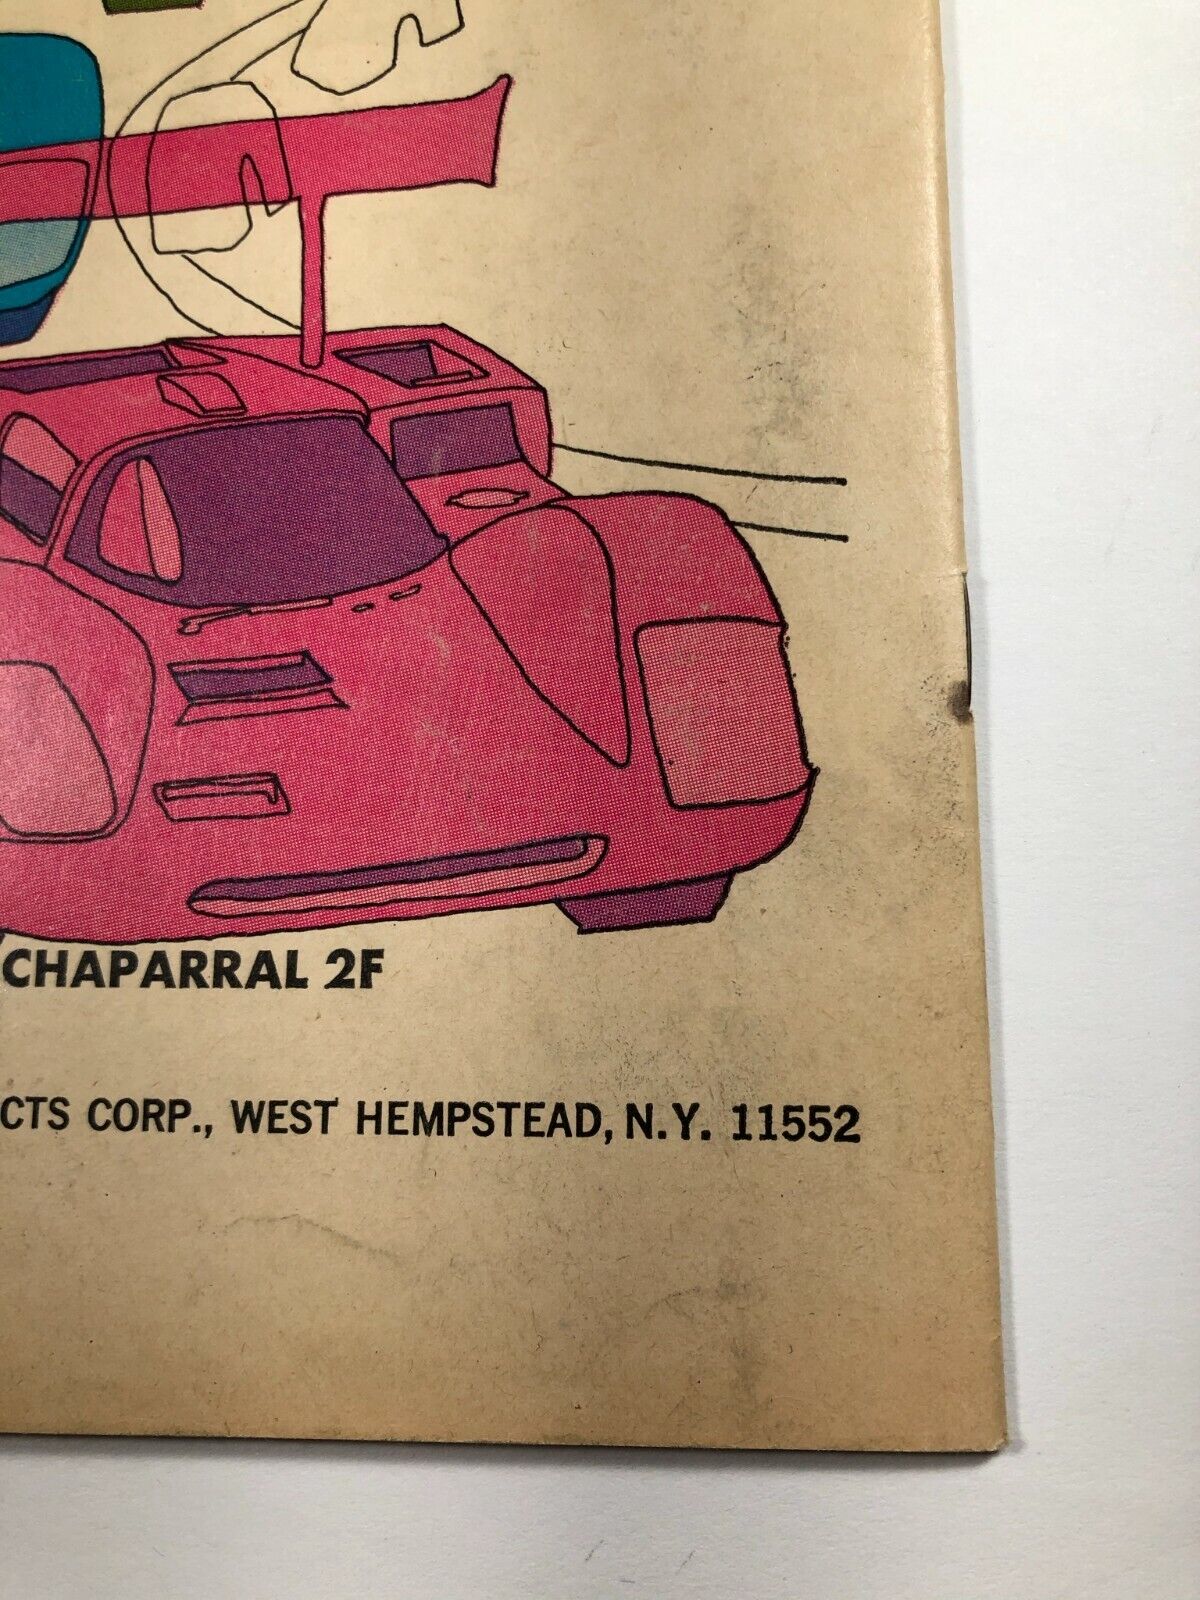 CHAPARRAL 2F
CTS CORP., WEST HEMPSTEAD, N.Y. 11552